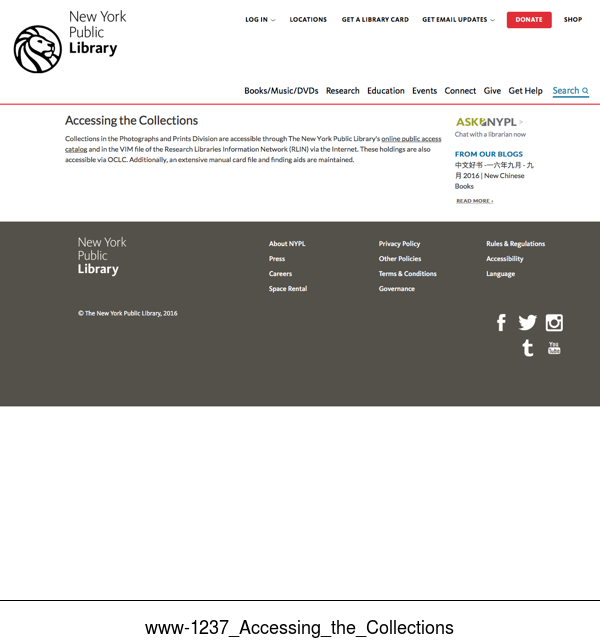 New York
Public
Library
LOG IN
LOCATIONS
GET A LIBRARY CARD
GET EMAIL UPDATES
DONATE
SHOP
Books/Music/DVDs
Research
Education
Events
Connect
Give
Get Help
Search
Accessing the Collections
Collections in the Photographs and Prints Division are accessible through The New York Public Library's online public access
catalog and in the VIM file of the Research Libraries Information Network (RLIN) via the Internet. These holdings are also
accessible via OCLC. Additionally, an extensive manual card file and finding aids are maintained.
ASK NYPL >
Chat with a librarian now
FROM OUR BLOGS
中文好书 -一六年九月 - 九
月 2016 | New Chinese
Books
READ MORE ›
New York
Public
Library
About NYPL
Press
Careers
Space Rental
Privacy Policy
Other Policies
Terms & Conditions
Governance
Rules & Regulations
Accessibility
Language
© The New York Public Library, 2016
You
Tube
www-1237_Accessing_the_Collections